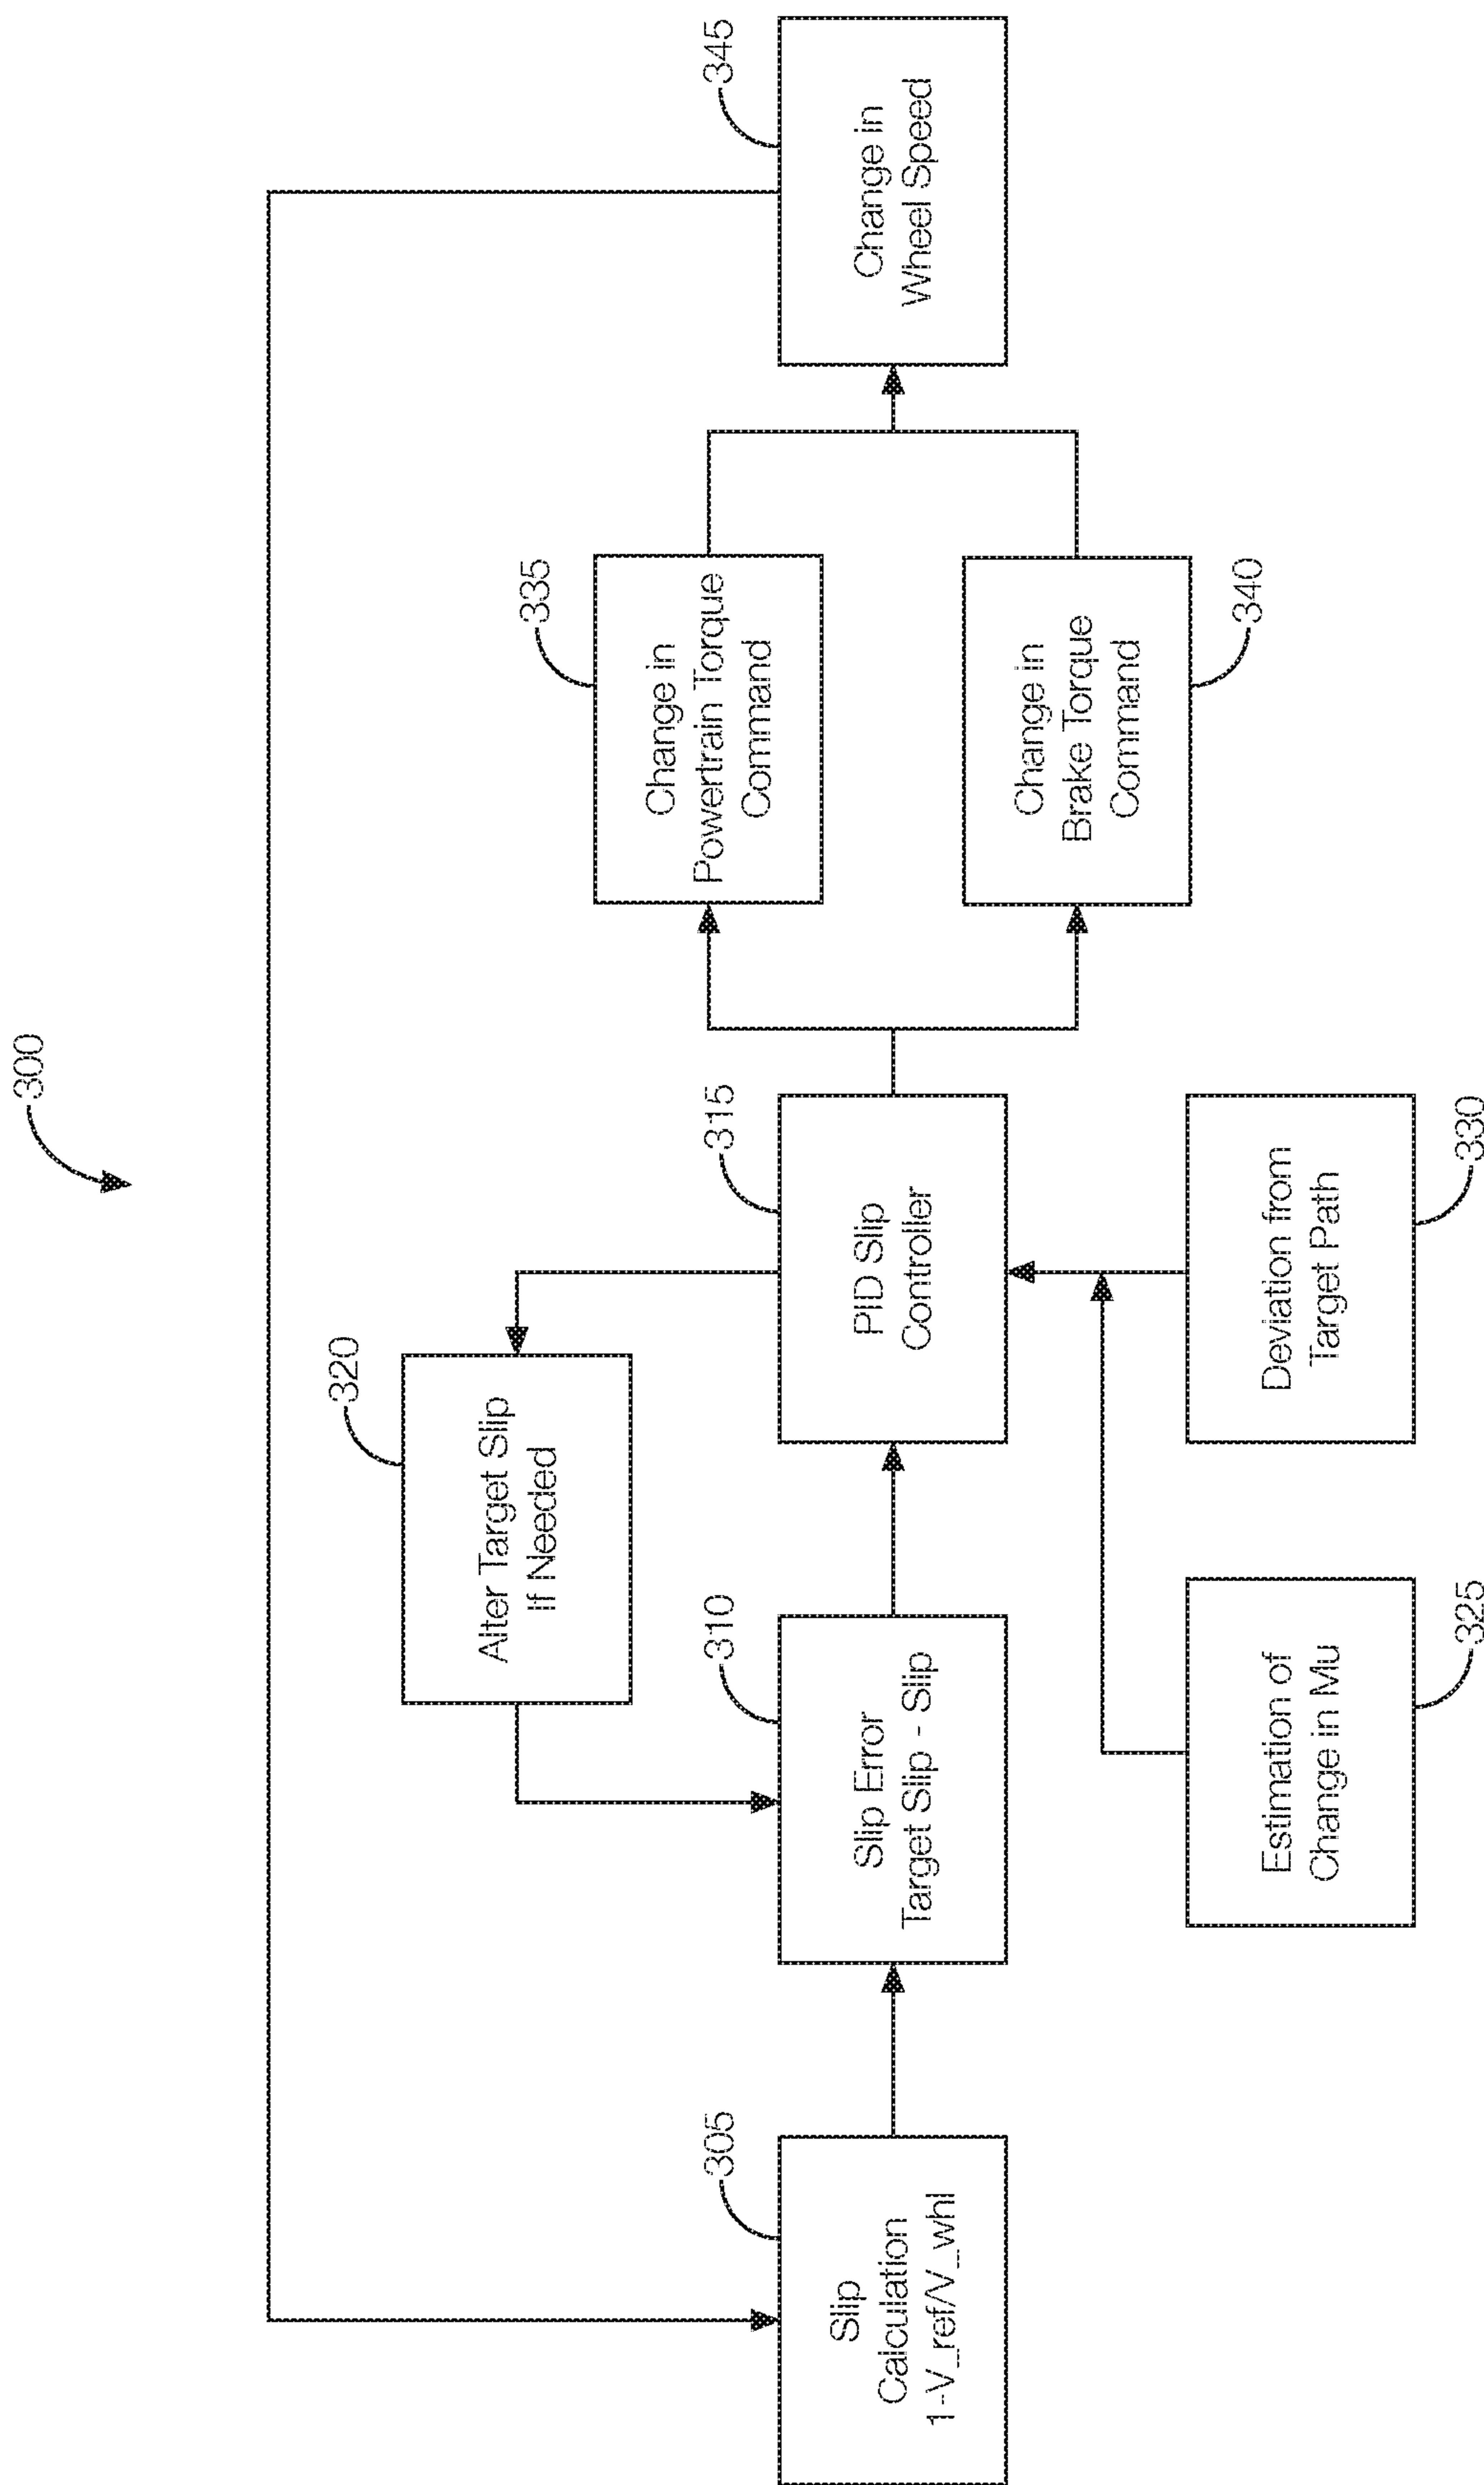 300
345
Change in
Wheel Speed
335
Change in
Powertrain Torque
Command
340
Change in
Brake Torque
Command
320
Alter Target Slip
If Needed
315
PID Slip
Controller
310
Slip Error
Target Slip - Slip
305
Slip
Calculation
1-V_ref/V_whl
325
Estimation of
Change in Mu
330
Deviation from
Target Path